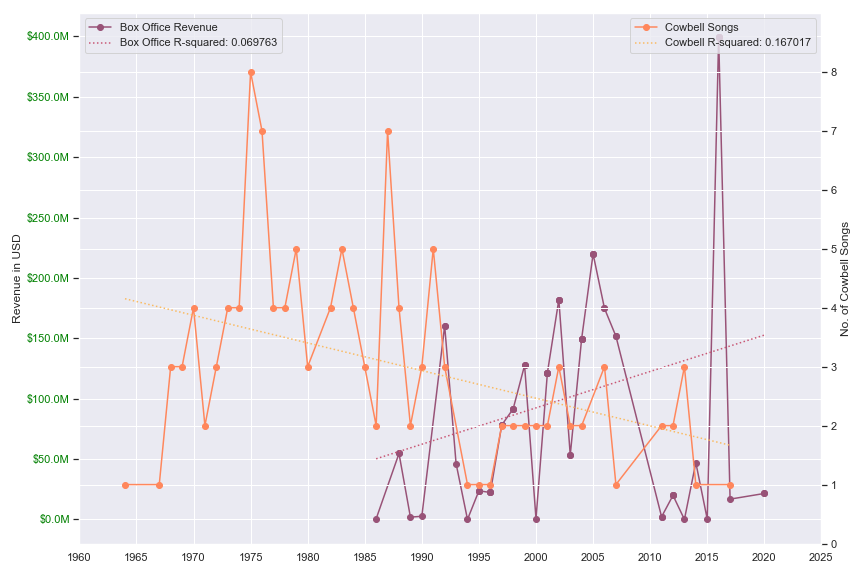 Box Office Revenue
Box Office R-squared: 0.069763
Cowbell Songs
Cowbell R-squared: 0.167017
$400.0M
$350.0M
$300.0M
$250.0M
$200.0M
$150.0M
$100.0M
$50.0M
$0.0M
Revenue in USD
8
7
6
5
4
3
2
1
0
No. of Cowbell Songs
1960 1965 1970 1975 1980 1985 1990 1995 2000 2005 2010 2015 2020 2025